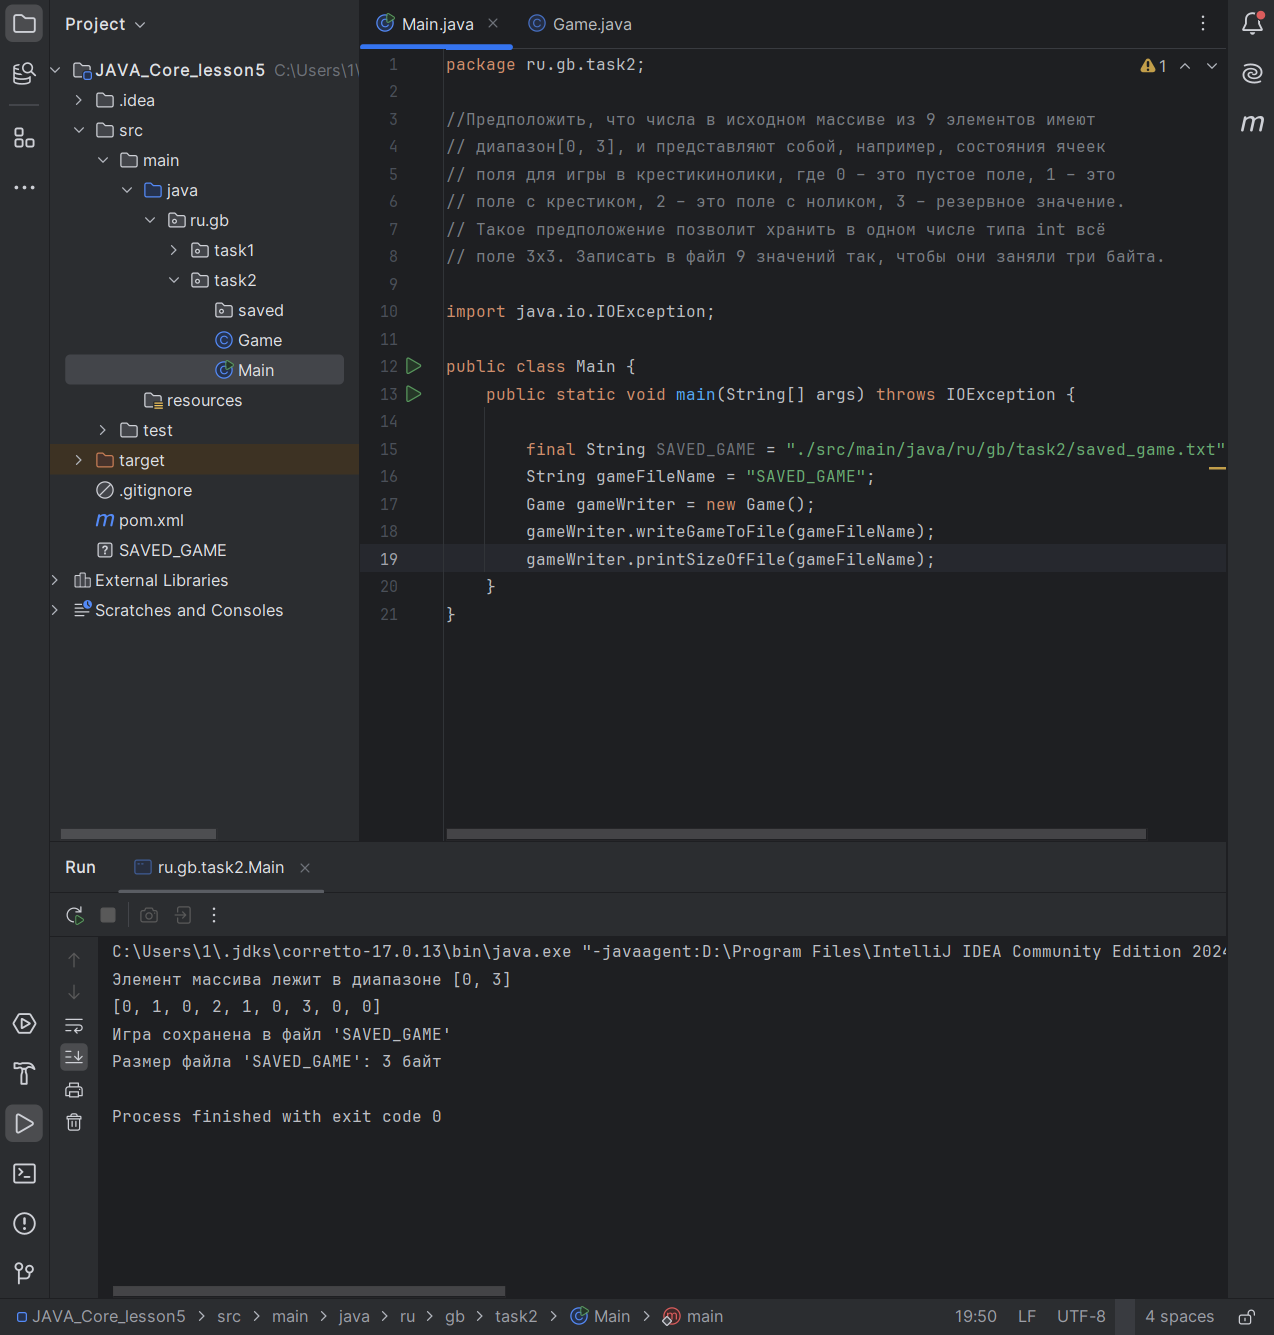 Project
Main.java
Game.java
JAVA_Core_lesson5 C:\Users\1\
.idea
src
main
java
ru.gb
task1
task2
saved
Game
Main
resources
test
target
.gitignore
pom.xml
SAVED_GAME
External Libraries
Scratches and Consoles
1 package ru.gb.task2;
2
3 //Предположить, что числа в исходном массиве из 9 элементов имеют
4 // диапазон[0, 3], и представляют собой, например, состояния ячеек
5 // поля для игры в крестикинолики, где 0 – это пустое поле, 1 – это
6 // поле с крестиком, 2 – это поле с ноликом, 3 – резервное значение.
7 // Такое предположение позволит хранить в одном числе типа int всё
8 // поле 3х3. Записать в файл 9 значений так, чтобы они заняли три байта.
9
10 import java.io.IOException;
11
12 public class Main {
13 public static void main(String[] args) throws IOException {
14
15 final String SAVED_GAME = "./src/main/java/ru/gb/task2/saved_game.txt"
16 String gameFileName = "SAVED_GAME";
17 Game gameWriter = new Game();
18 gameWriter.writeGameToFile(gameFileName);
19 gameWriter.printSizeOfFile(gameFileName);
20 }
21 }
1
m
Run ru.gb.task2.Main
C:\Users\1\.jdks\corretto-17.0.13\bin\java.exe "-javaagent:D:\Program Files\IntelliJ IDEA Community Edition 2024
Элемент массива лежит в диапазоне [0, 3]
[0, 1, 0, 2, 1, 0, 3, 0, 0]
Игра сохранена в файл 'SAVED_GAME'
Размер файла 'SAVED_GAME': 3 байт
Process finished with exit code 0
JAVA_Core_lesson5 > src > main > java > ru > gb > task2 > Main > main 19:50 LF UTF-8 4 spaces